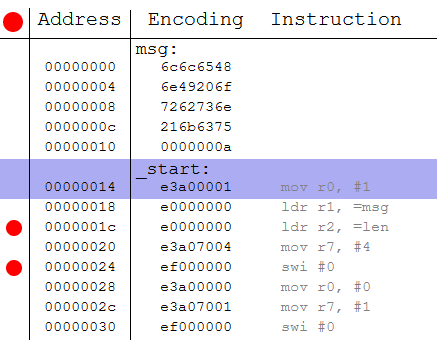 Address Encoding Instruction
msg:
00000000 6c6c6548
00000004 6e49206f
00000008 7262736e
0000000c 216b6375
00000010 0000000a
_start:
00000014 e3a00001 mov r0, #1
00000018 e0000000 ldr r1, =msg
0000001c e0000000 ldr r2, =len
00000020 e3a07004 mov r7, #4
00000024 ef000000 swi #0
00000028 e3a00000 mov r0, #0
0000002c e3a07001 mov r7, #1
00000030 ef000000 swi #0